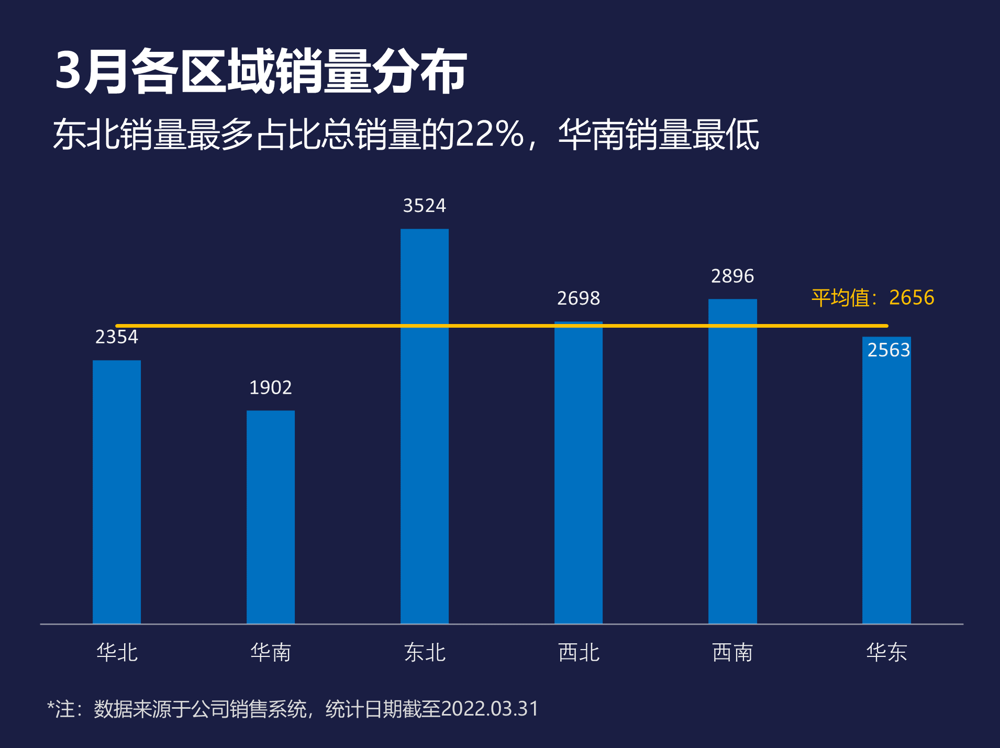 3月各区域销量分布
东北销量最多占比总销量的22%，华南销量最低
3524
2896
2698
平均值：2656
2354
2563
1902
华北 华南 东北 西北 西南 华东
*注：数据来源于公司销售系统，统计日期截至2022.03.31